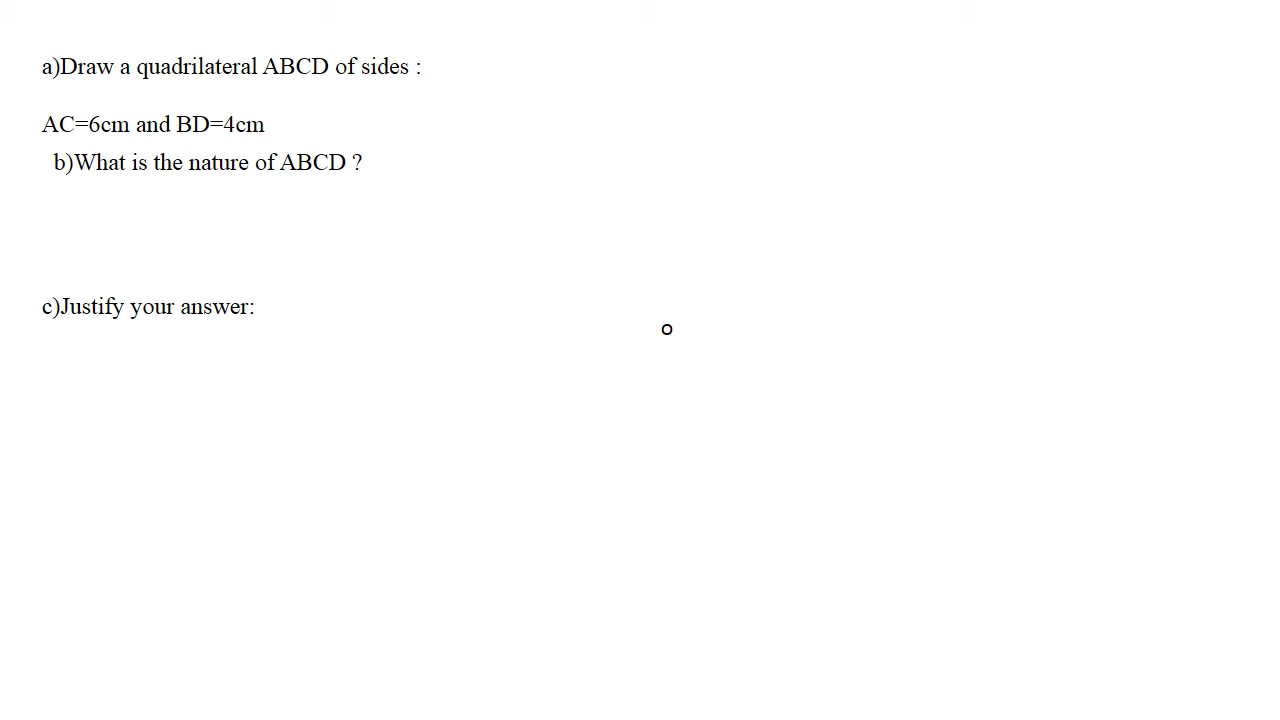 a)Draw a quadrilateral ABCD of sides :
AC=6cm and BD=4cm
b)What is the nature of ABCD ?
c)Justify your answer:
o